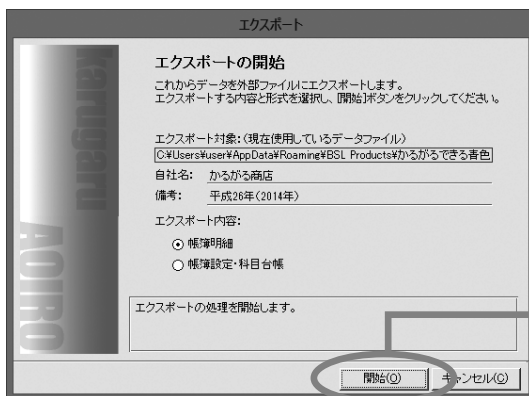 エクスポート
karugaru
AOIRO
エクスポートの開始
これからデータを外部ファイルにエクスポートします。
エクスポートする内容と形式を選択し、[開始]ボタンをクリックしてください。
エクスポート対象:(現在使用しているデータファイル)
C:¥Users¥user¥AppData¥Roaming¥BSL Products¥かるがるできる青色
自社名: かるがる商店
備考: 平成26年(2014年)
エクスポート内容:
帳簿明細
帳簿設定・科目台帳
エクスポートの処理を開始します。
開始(O) キャンセル(C)